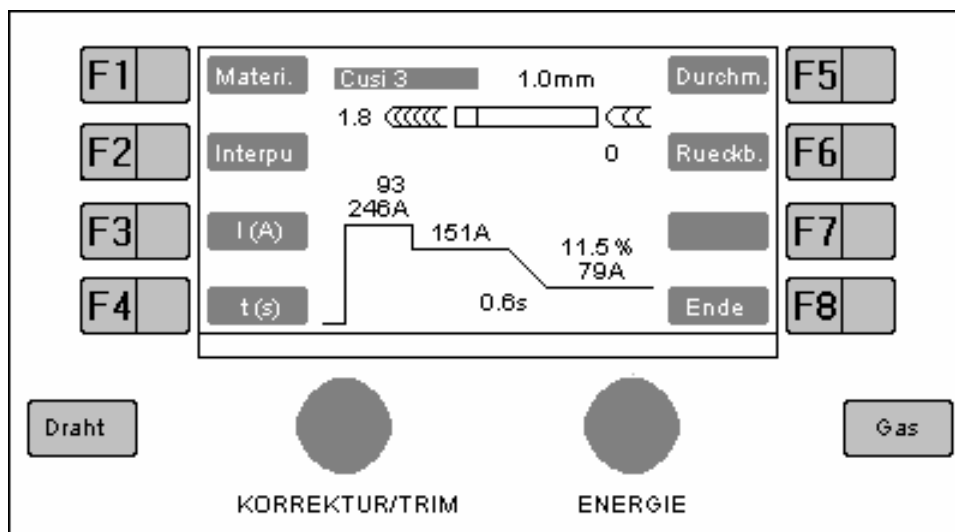 F1
Materi.
Cusi 3
1.0mm
Durchm.
F5
1.8
F2
Interpu
0
Rueckb.
F6
93
246A
F3
I (A)
151A
11.5 %
79A
F7
F4
t (s)
0.6s
Ende
F8
Draht
Gas
KORREKTUR/TRIM
ENERGIE